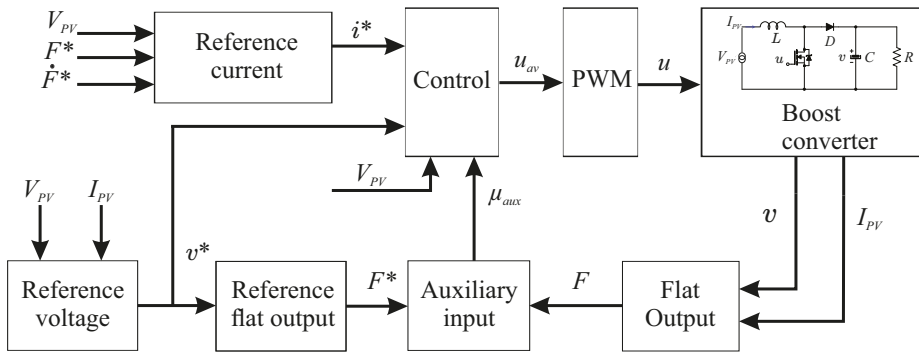 V_PV
F*
Ḟ*
Reference
current
i*
Control
u_av
PWM
u
I_PV
L
D
V_PV
u
v
+
C
R
Boost
converter
V_PV
μ_aux
v
I_PV
V_PV
I_PV
Reference
voltage
v*
Reference
flat output
F*
Auxiliary
input
F
Flat
Output